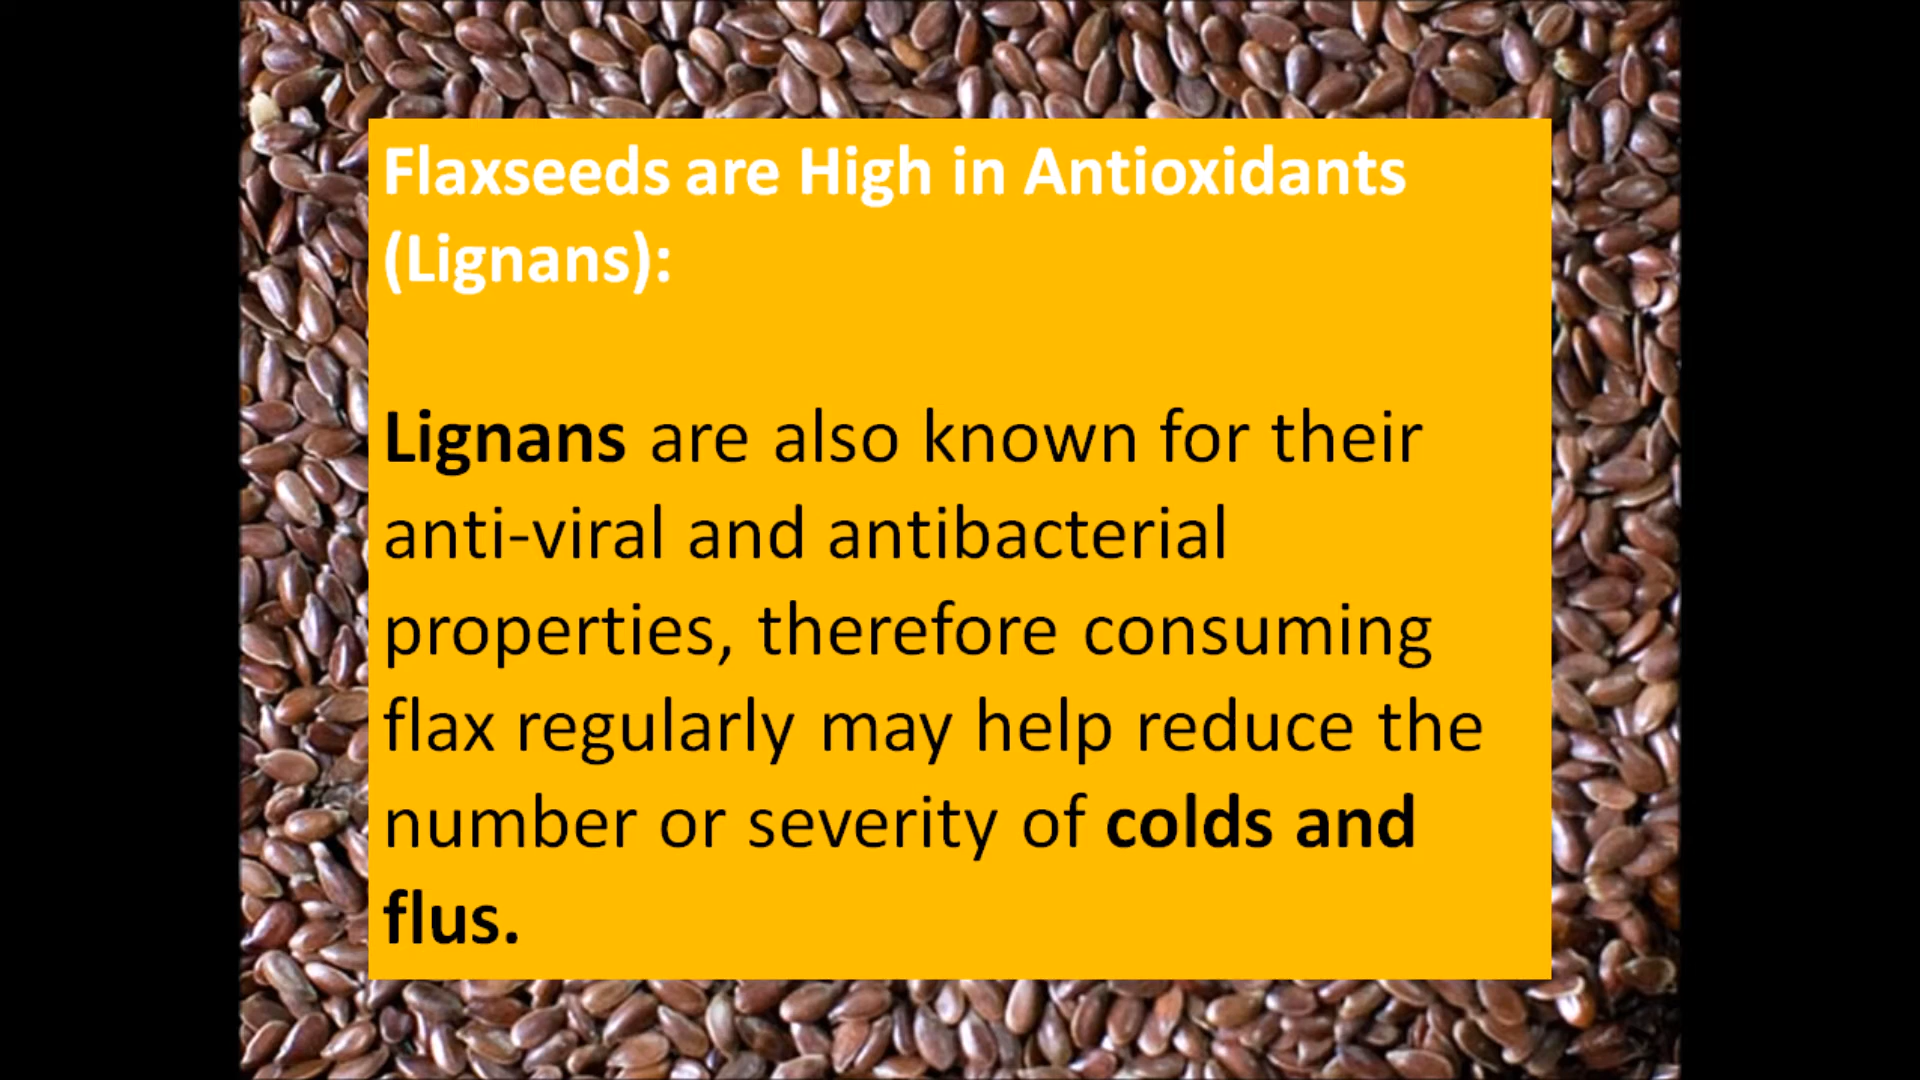 Flaxseeds are High in Antioxidants
(Lignans):
Lignans are also known for their
anti-viral and antibacterial
properties, therefore consuming
flax regularly may help reduce the
number or severity of colds and
flus.